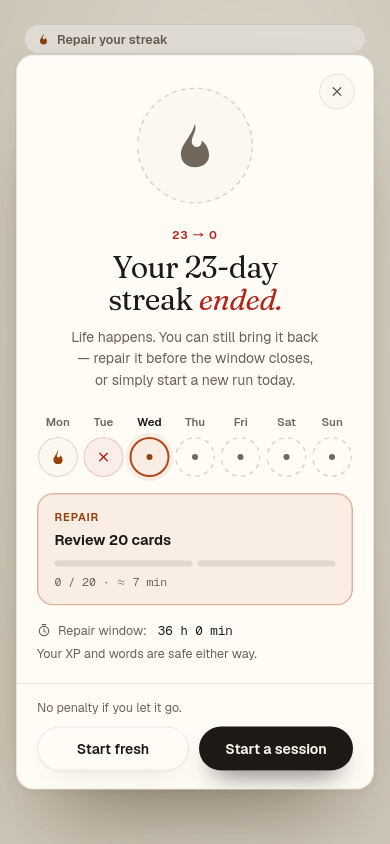 Repair your streak
23 → 0
Your 23-day
streak ended.
Life happens. You can still bring it back
— repair it before the window closes,
or simply start a new run today.
Mon Tue Wed Thu Fri Sat Sun
REPAIR
Review 20 cards
0 / 20 · ≈ 7 min
Repair window: 36 h 0 min
Your XP and words are safe either way.
No penalty if you let it go.
Start fresh
Start a session